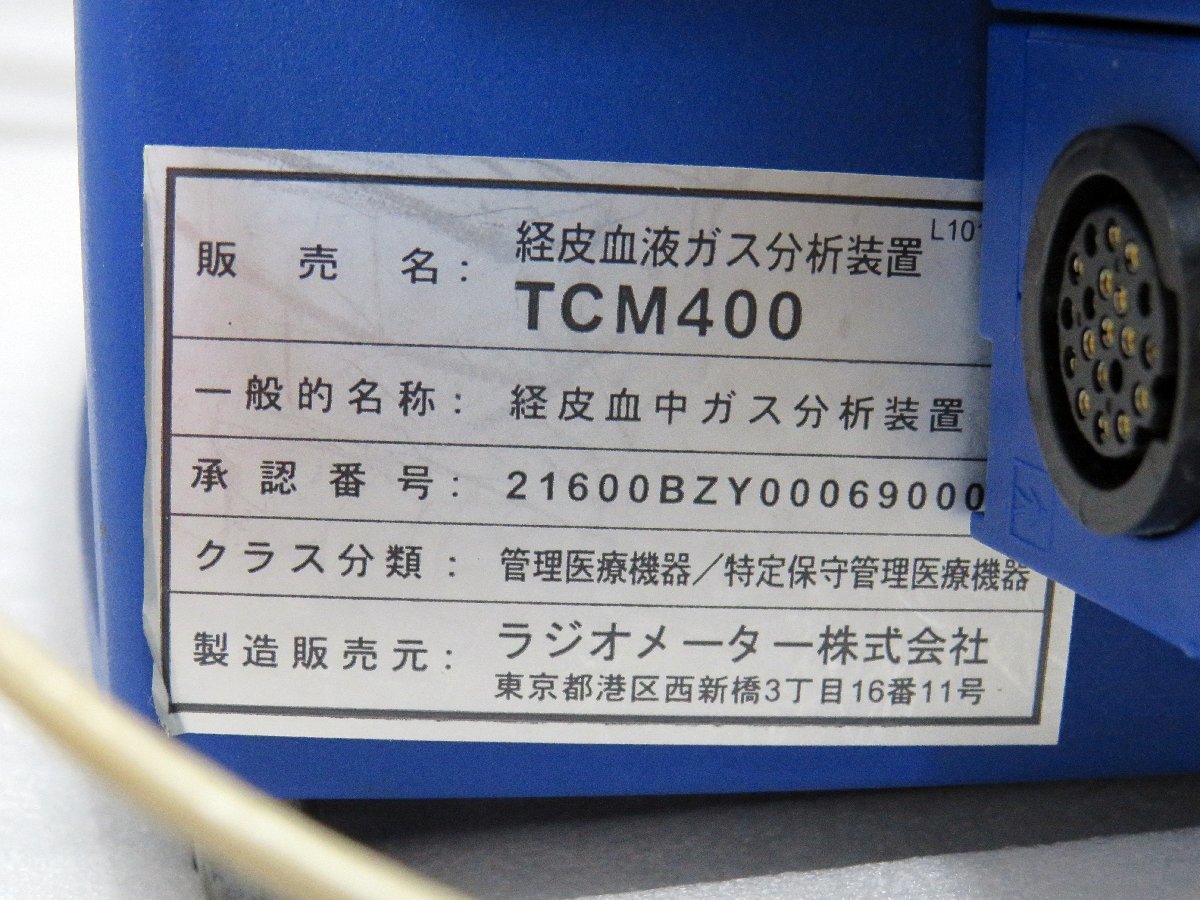 販売名： 経皮血液ガス分析装置 L10
TCM400
一般的名称： 経皮血中ガス分析装置
承認番号： 21600BZY00069000
クラス分類： 管理医療機器／特定保守管理医療機器
製造販売元： ラジオメーター株式会社
東京都港区西新橋3丁目16番11号